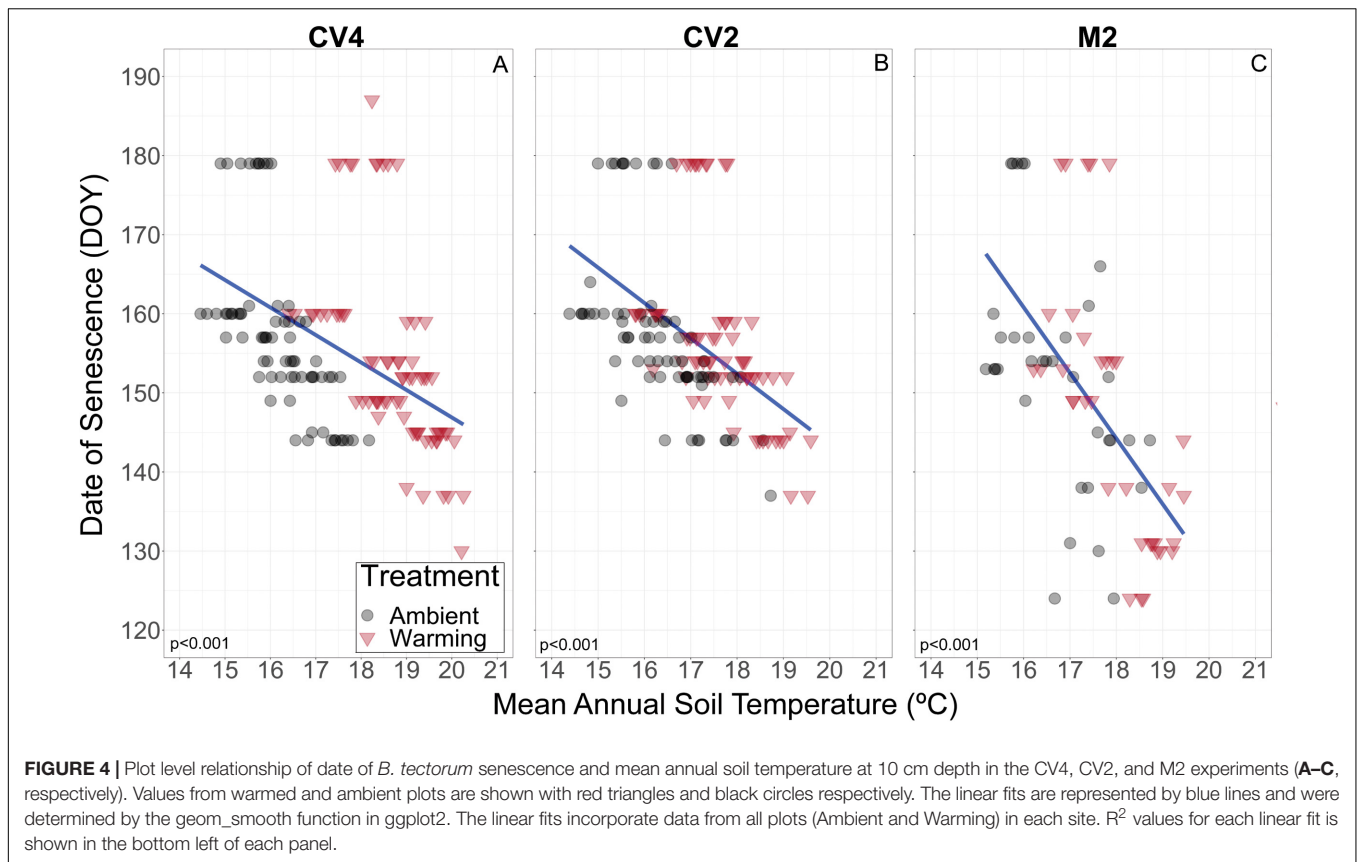 CV4
CV2
M2
A
B
C
190
180
170
160
150
140
130
120
Date of Senescence (DOY)
Treatment
Ambient
Warming
p<0.001
p<0.001
p<0.001
14 15 16 17 18 19 20 21
14 15 16 17 18 19 20 21
14 15 16 17 18 19 20 21
Mean Annual Soil Temperature (ºC)
FIGURE 4 | Plot level relationship of date of B. tectorum senescence and mean annual soil temperature at 10 cm depth in the CV4, CV2, and M2 experiments (A–C,
respectively). Values from warmed and ambient plots are shown with red triangles and black circles respectively. The linear fits are represented by blue lines and were
determined by the geom_smooth function in ggplot2. The linear fits incorporate data from all plots (Ambient and Warming) in each site. R² values for each linear fit is
shown in the bottom left of each panel.